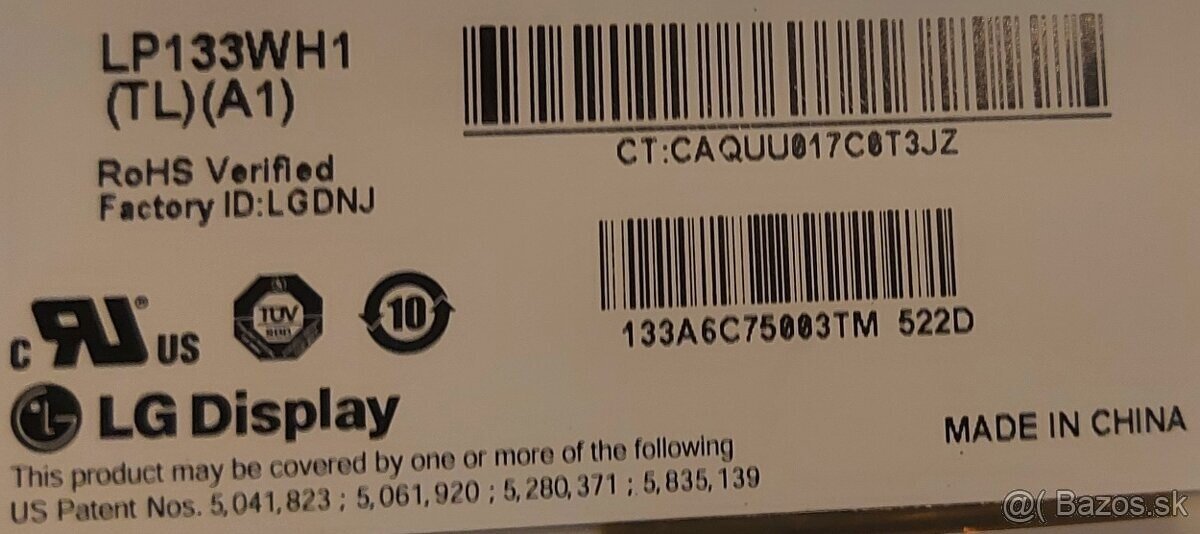 LP133WH1
(TL)(A1)
CT:CAQUU017C0T3JZ
RoHS Verified
Factory ID:LGDNJ
133A6C75003TM 522D
c RU ® US
TÜV
10
LG Display
MADE IN CHINA
This product may be covered by one or more of the following
US Patent Nos. 5,041,823 ; 5,061,920 ; 5,280,371 ; 5,835,139
@( Bazos.sk